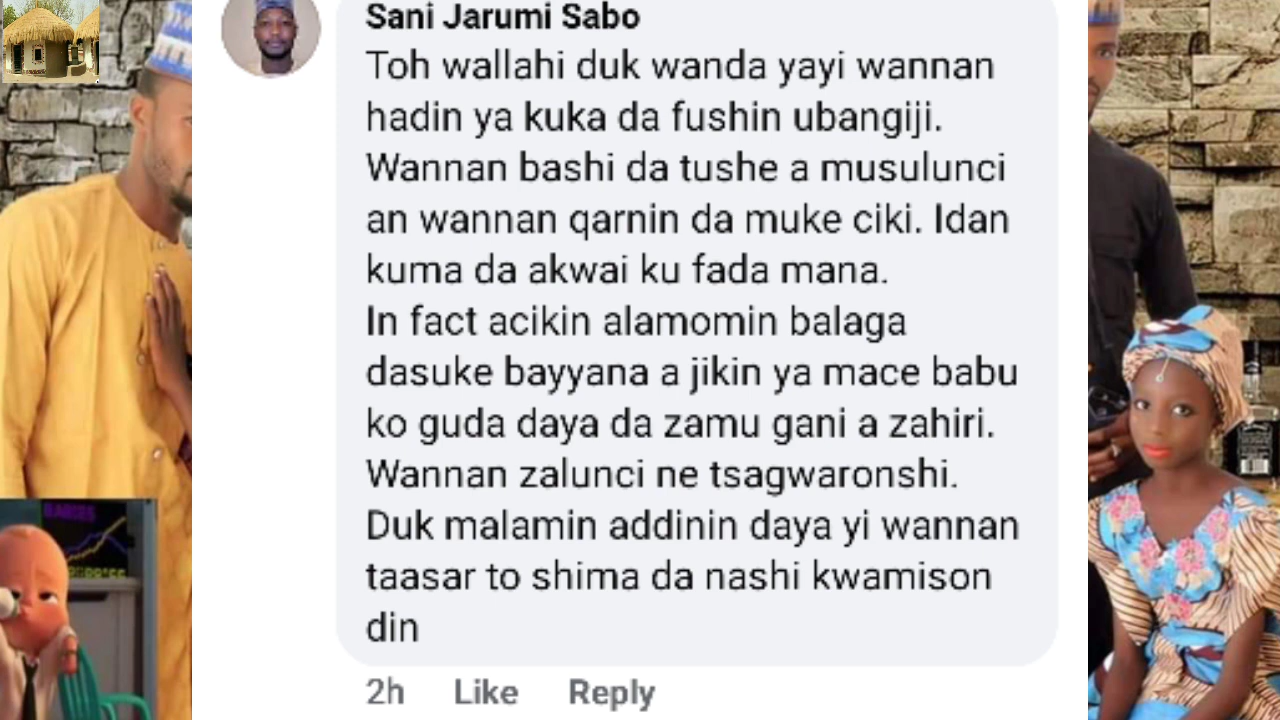 Sani Jarumi Sabo
Toh wallahi duk wanda yayi wannan
hadin ya kuka da fushin ubangiji.
Wannan bashi da tushe a musulunci
an wannan qarnin da muke ciki. Idan
kuma da akwai ku fada mana.
In fact acikin alamomin balaga
dasuke bayyana a jikin ya mace babu
ko guda daya da zamu gani a zahiri.
Wannan zalunci ne tsagwaronshi.
Duk malamin addinin daya yi wannan
taasar to shima da nashi kwamison
din
2h Like Reply
BABIES